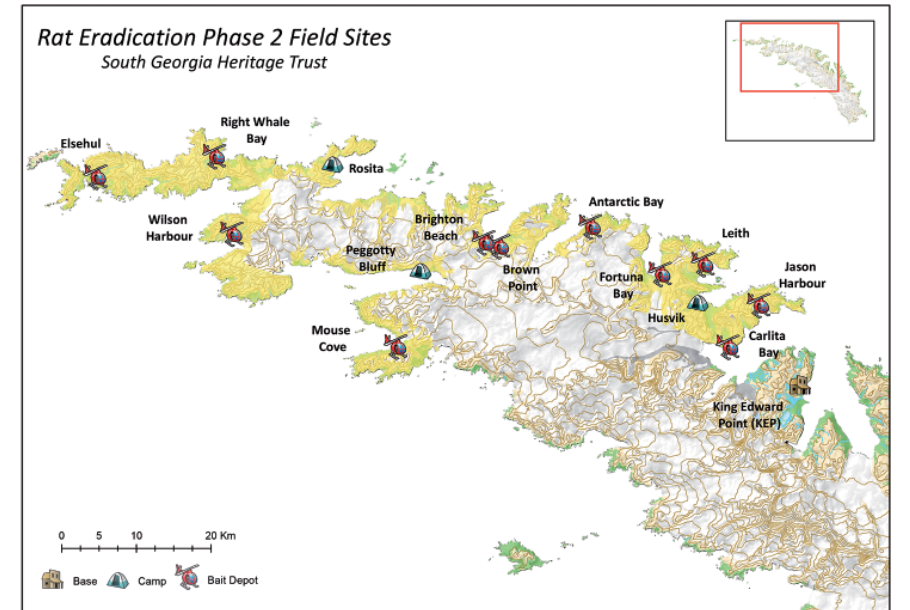 Rat Eradication Phase 2 Field Sites
South Georgia Heritage Trust
Right Whale
Bay
Elsehul
Rosita
Antarctic Bay
Wilson
Harbour
Brighton
Beach
Leith
Peggotty
Bluff
Brown
Point
Fortuna
Bay
Jason
Harbour
Husvik
Mouse
Cove
Carlita
Bay
King Edward
Point (KEP)
0 5 10 20 Km
Base Camp Bait Depot